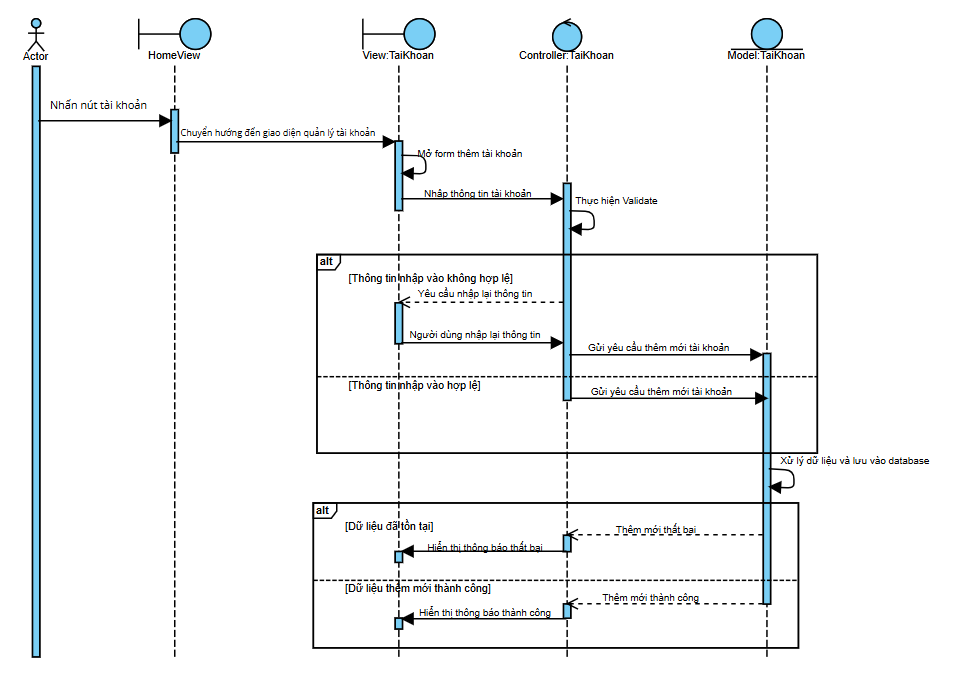 Actor
HomeView
View:TaiKhoan
Controller:TaiKhoan
Model:TaiKhoan
Nhấn nút tài khoản
Chuyển hướng đến giao diện quản lý tài khoản
Mở form thêm tài khoản
Nhập thông tin tài khoản
Thực hiện Validate
alt
[Thông tin nhập vào không hợp lệ]
Yêu cầu nhập lại thông tin
Người dùng nhập lại thông tin
Gửi yêu cầu thêm mới tài khoản
[Thông tin nhập vào hợp lệ]
Gửi yêu cầu thêm mới tài khoản
Xử lý dữ liệu và lưu vào database
alt
[Dữ liệu đã tồn tại]
Thêm mới thất bại
Hiển thị thông báo thất bại
[Dữ liệu thêm mới thành công]
Thêm mới thành công
Hiển thị thông báo thành công